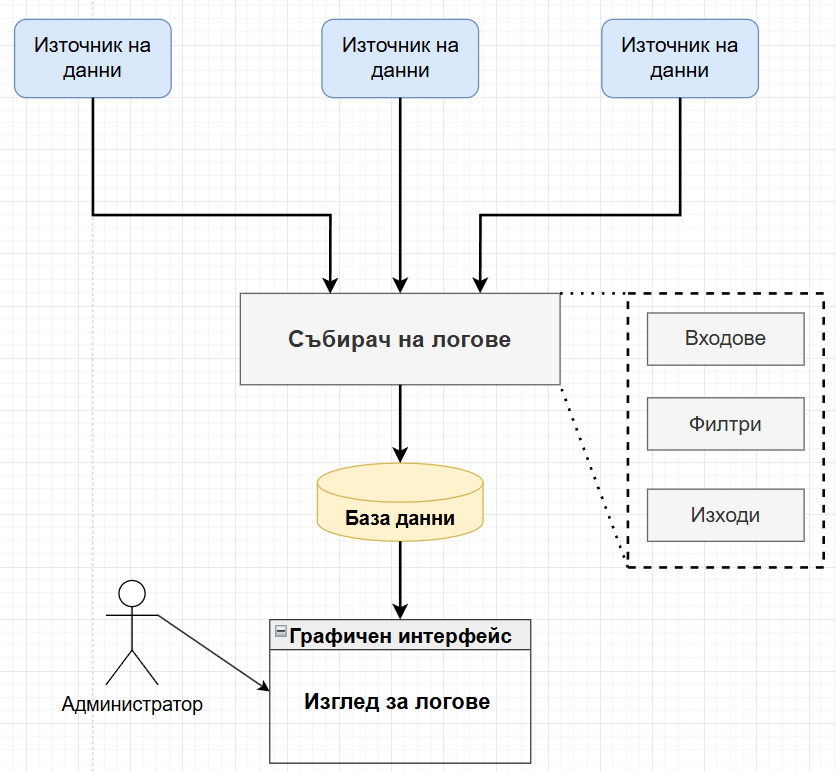 Източник на
данни
Източник на
данни
Източник на
данни
Събирач на логове
Входове
Филтри
Изходи
База данни
Графичен интерфейс
Изглед за логове
Администратор